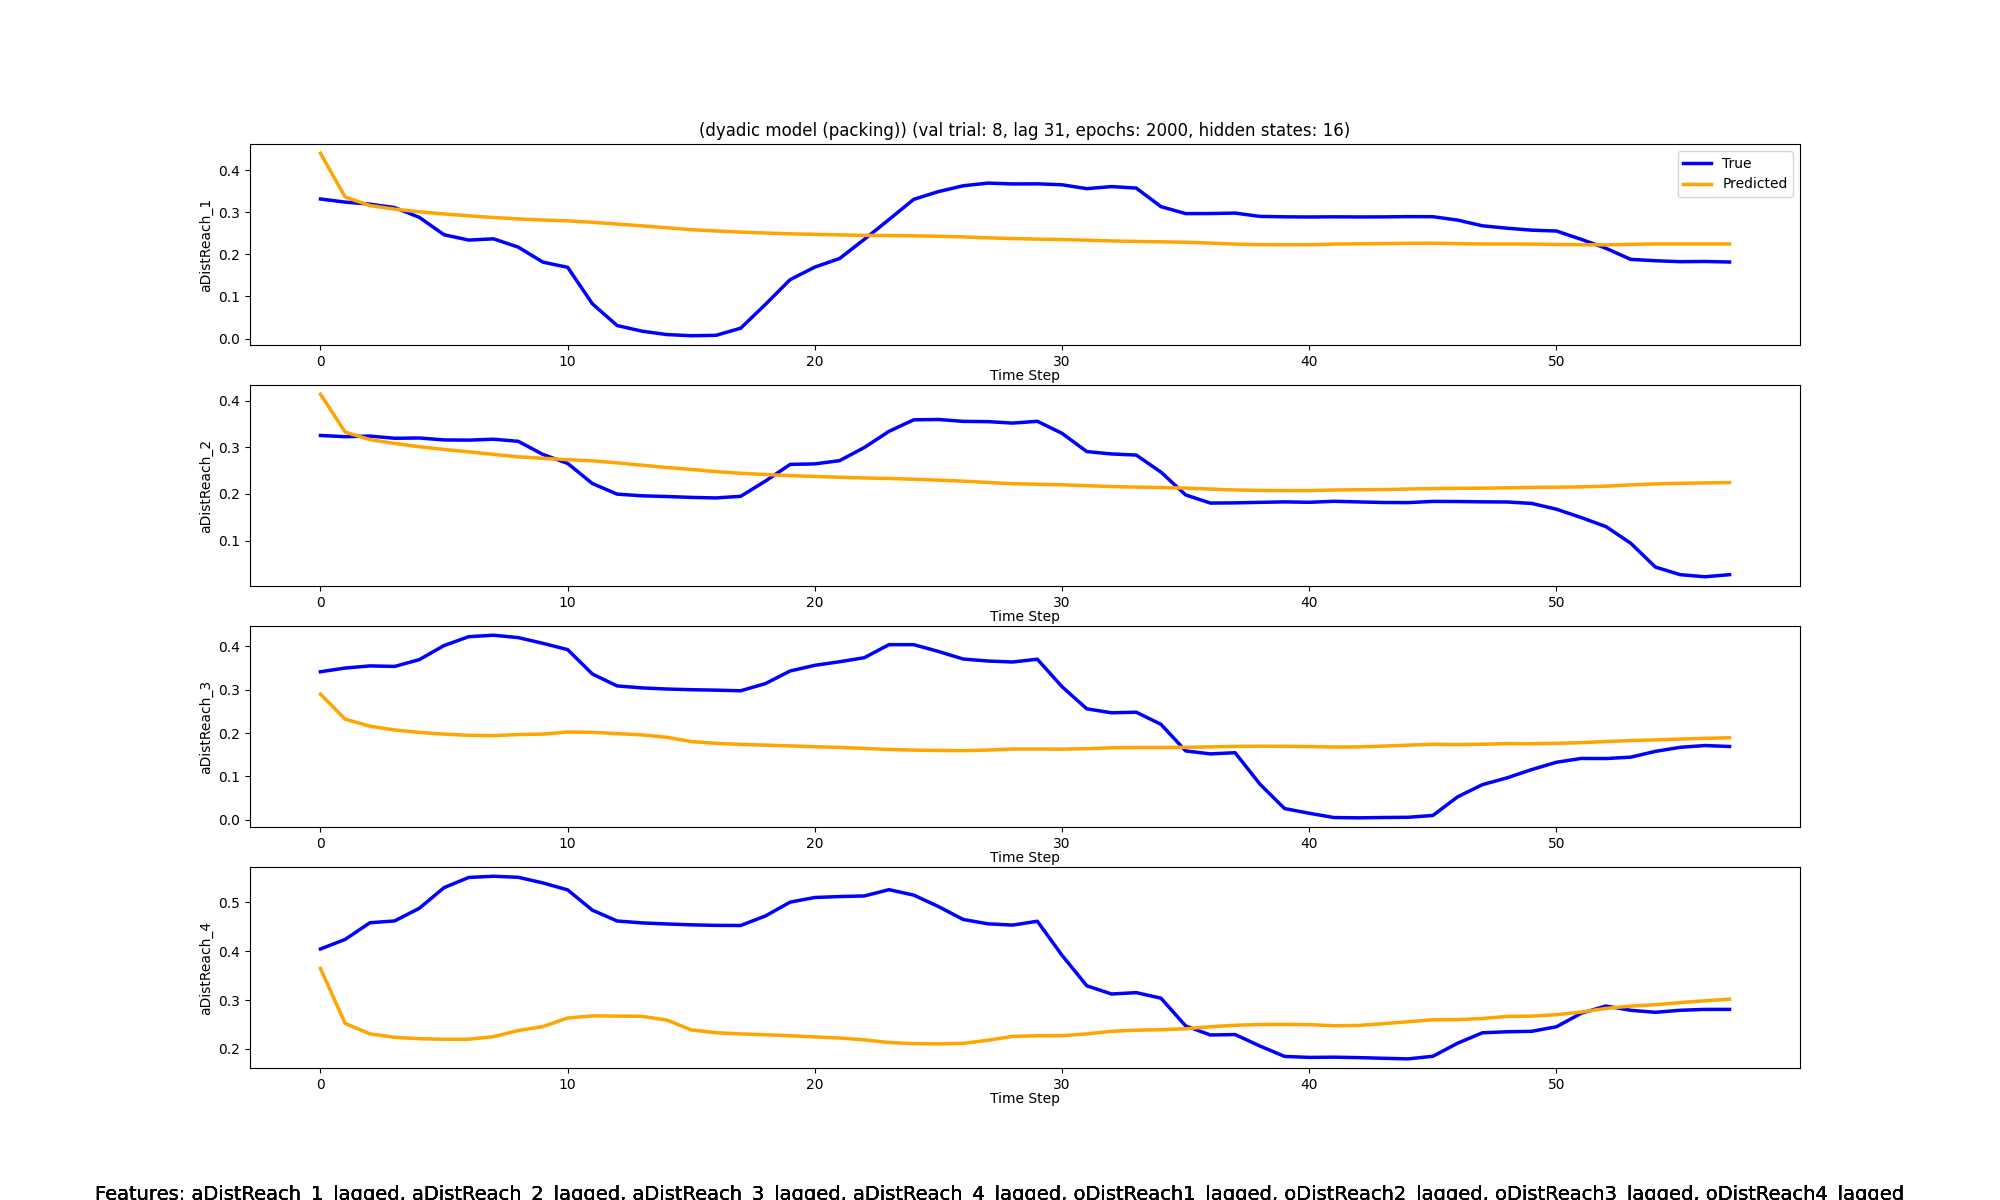 (dyadic model (packing)) (val trial: 8, lag 31, epochs: 2000, hidden states: 16)
True
Predicted
aDistReach_1
0.4
0.3
0.2
0.1
0.0
0 10 20 30 40 50
Time Step
aDistReach_2
0.4
0.3
0.2
0.1
0 10 20 30 40 50
Time Step
aDistReach_3
0.4
0.3
0.2
0.1
0.0
0 10 20 30 40 50
Time Step
aDistReach_4
0.5
0.4
0.3
0.2
0 10 20 30 40 50
Time Step
Features: aDistReach_1_lagged, aDistReach_2_lagged, aDistReach_3_lagged, aDistReach_4_lagged, oDistReach1_lagged, oDistReach2_lagged, oDistReach3_lagged, oDistReach4_lagged